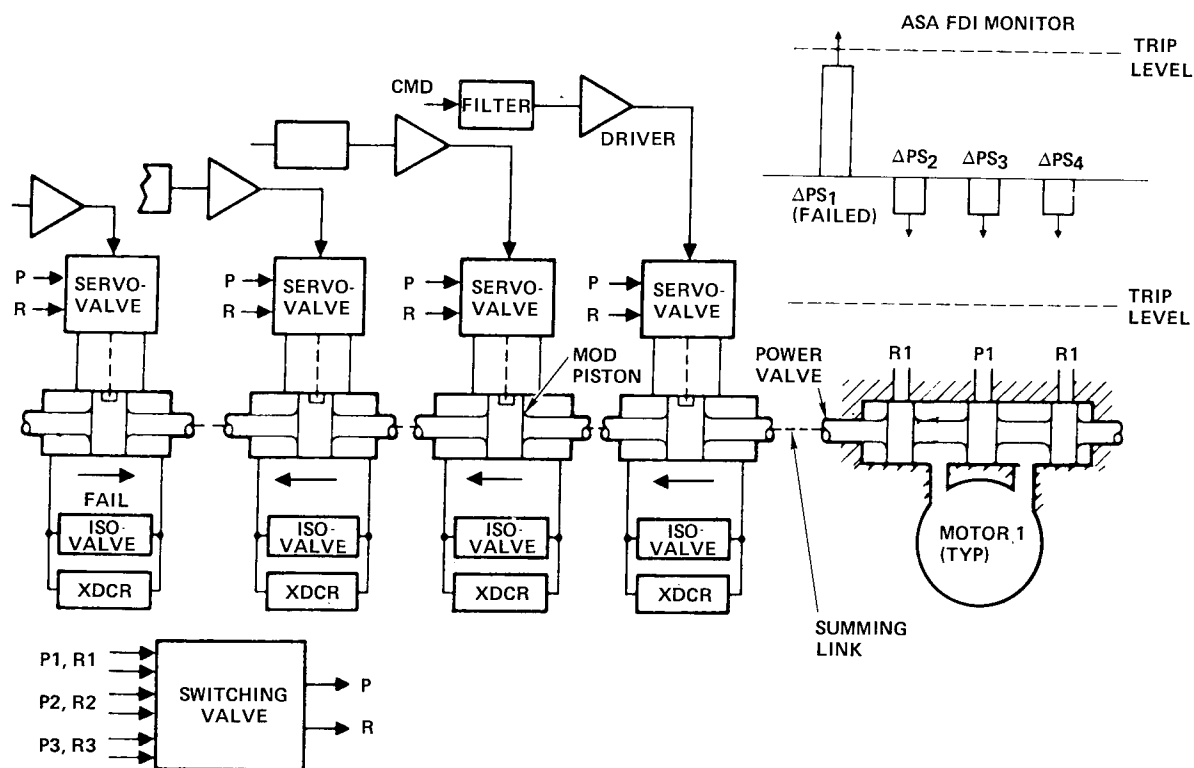 ASA FDI MONITOR
TRIP
LEVEL
CMD
FILTER
DRIVER
ΔPS2
ΔPS3
ΔPS4
ΔPS1
(FAILED)
P
R
SERVO-
VALVE
P
R
SERVO-
VALVE
P
R
SERVO-
VALVE
P
R
SERVO-
VALVE
TRIP
LEVEL
MOD
PISTON
POWER
VALVE
R1
P1
R1
FAIL
ISO-
VALVE
XDCR
ISO-
VALVE
XDCR
ISO-
VALVE
XDCR
ISO-
VALVE
XDCR
MOTOR 1
(TYP)
SUMMING
LINK
P1, R1
P2, R2
P3, R3
SWITCHING
VALVE
P
R